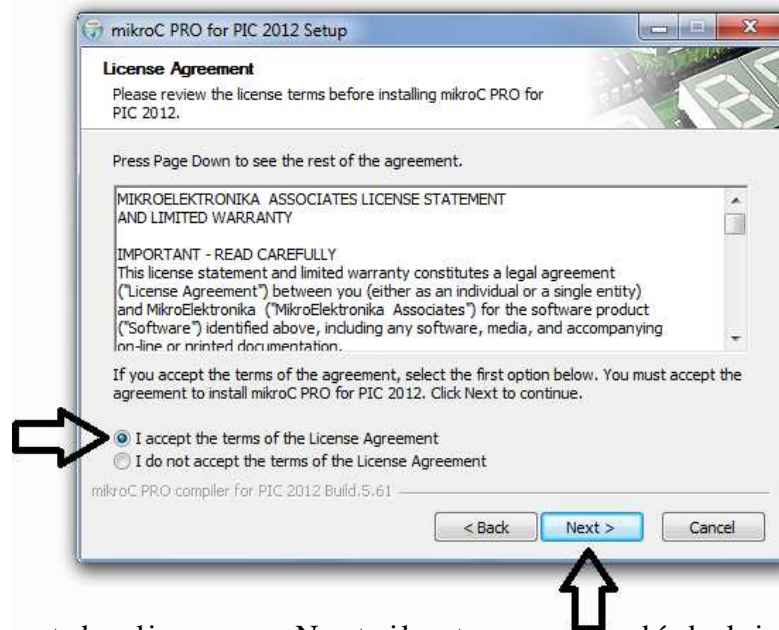 mikroC PRO for PIC 2012 Setup
License Agreement
Please review the license terms before installing mikroC PRO for
PIC 2012.
Press Page Down to see the rest of the agreement.
MIKROELEKTRONIKA ASSOCIATES LICENSE STATEMENT
AND LIMITED WARRANTY
IMPORTANT - READ CAREFULLY
This license statement and limited warranty constitutes a legal agreement
("License Agreement") between you (either as an individual or a single entity)
and MikroElektronika ("MikroElektronika Associates") for the software product
("Software") identified above, including any software, media, and accompanying
on-line or printed documentation.
If you accept the terms of the agreement, select the first option below. You must accept the
agreement to install mikroC PRO for PIC 2012. Click Next to continue.
I accept the terms of the License Agreement
I do not accept the terms of the License Agreement
mikroC PRO compiler for PIC 2012 Build.5.61
< Back Next > Cancel